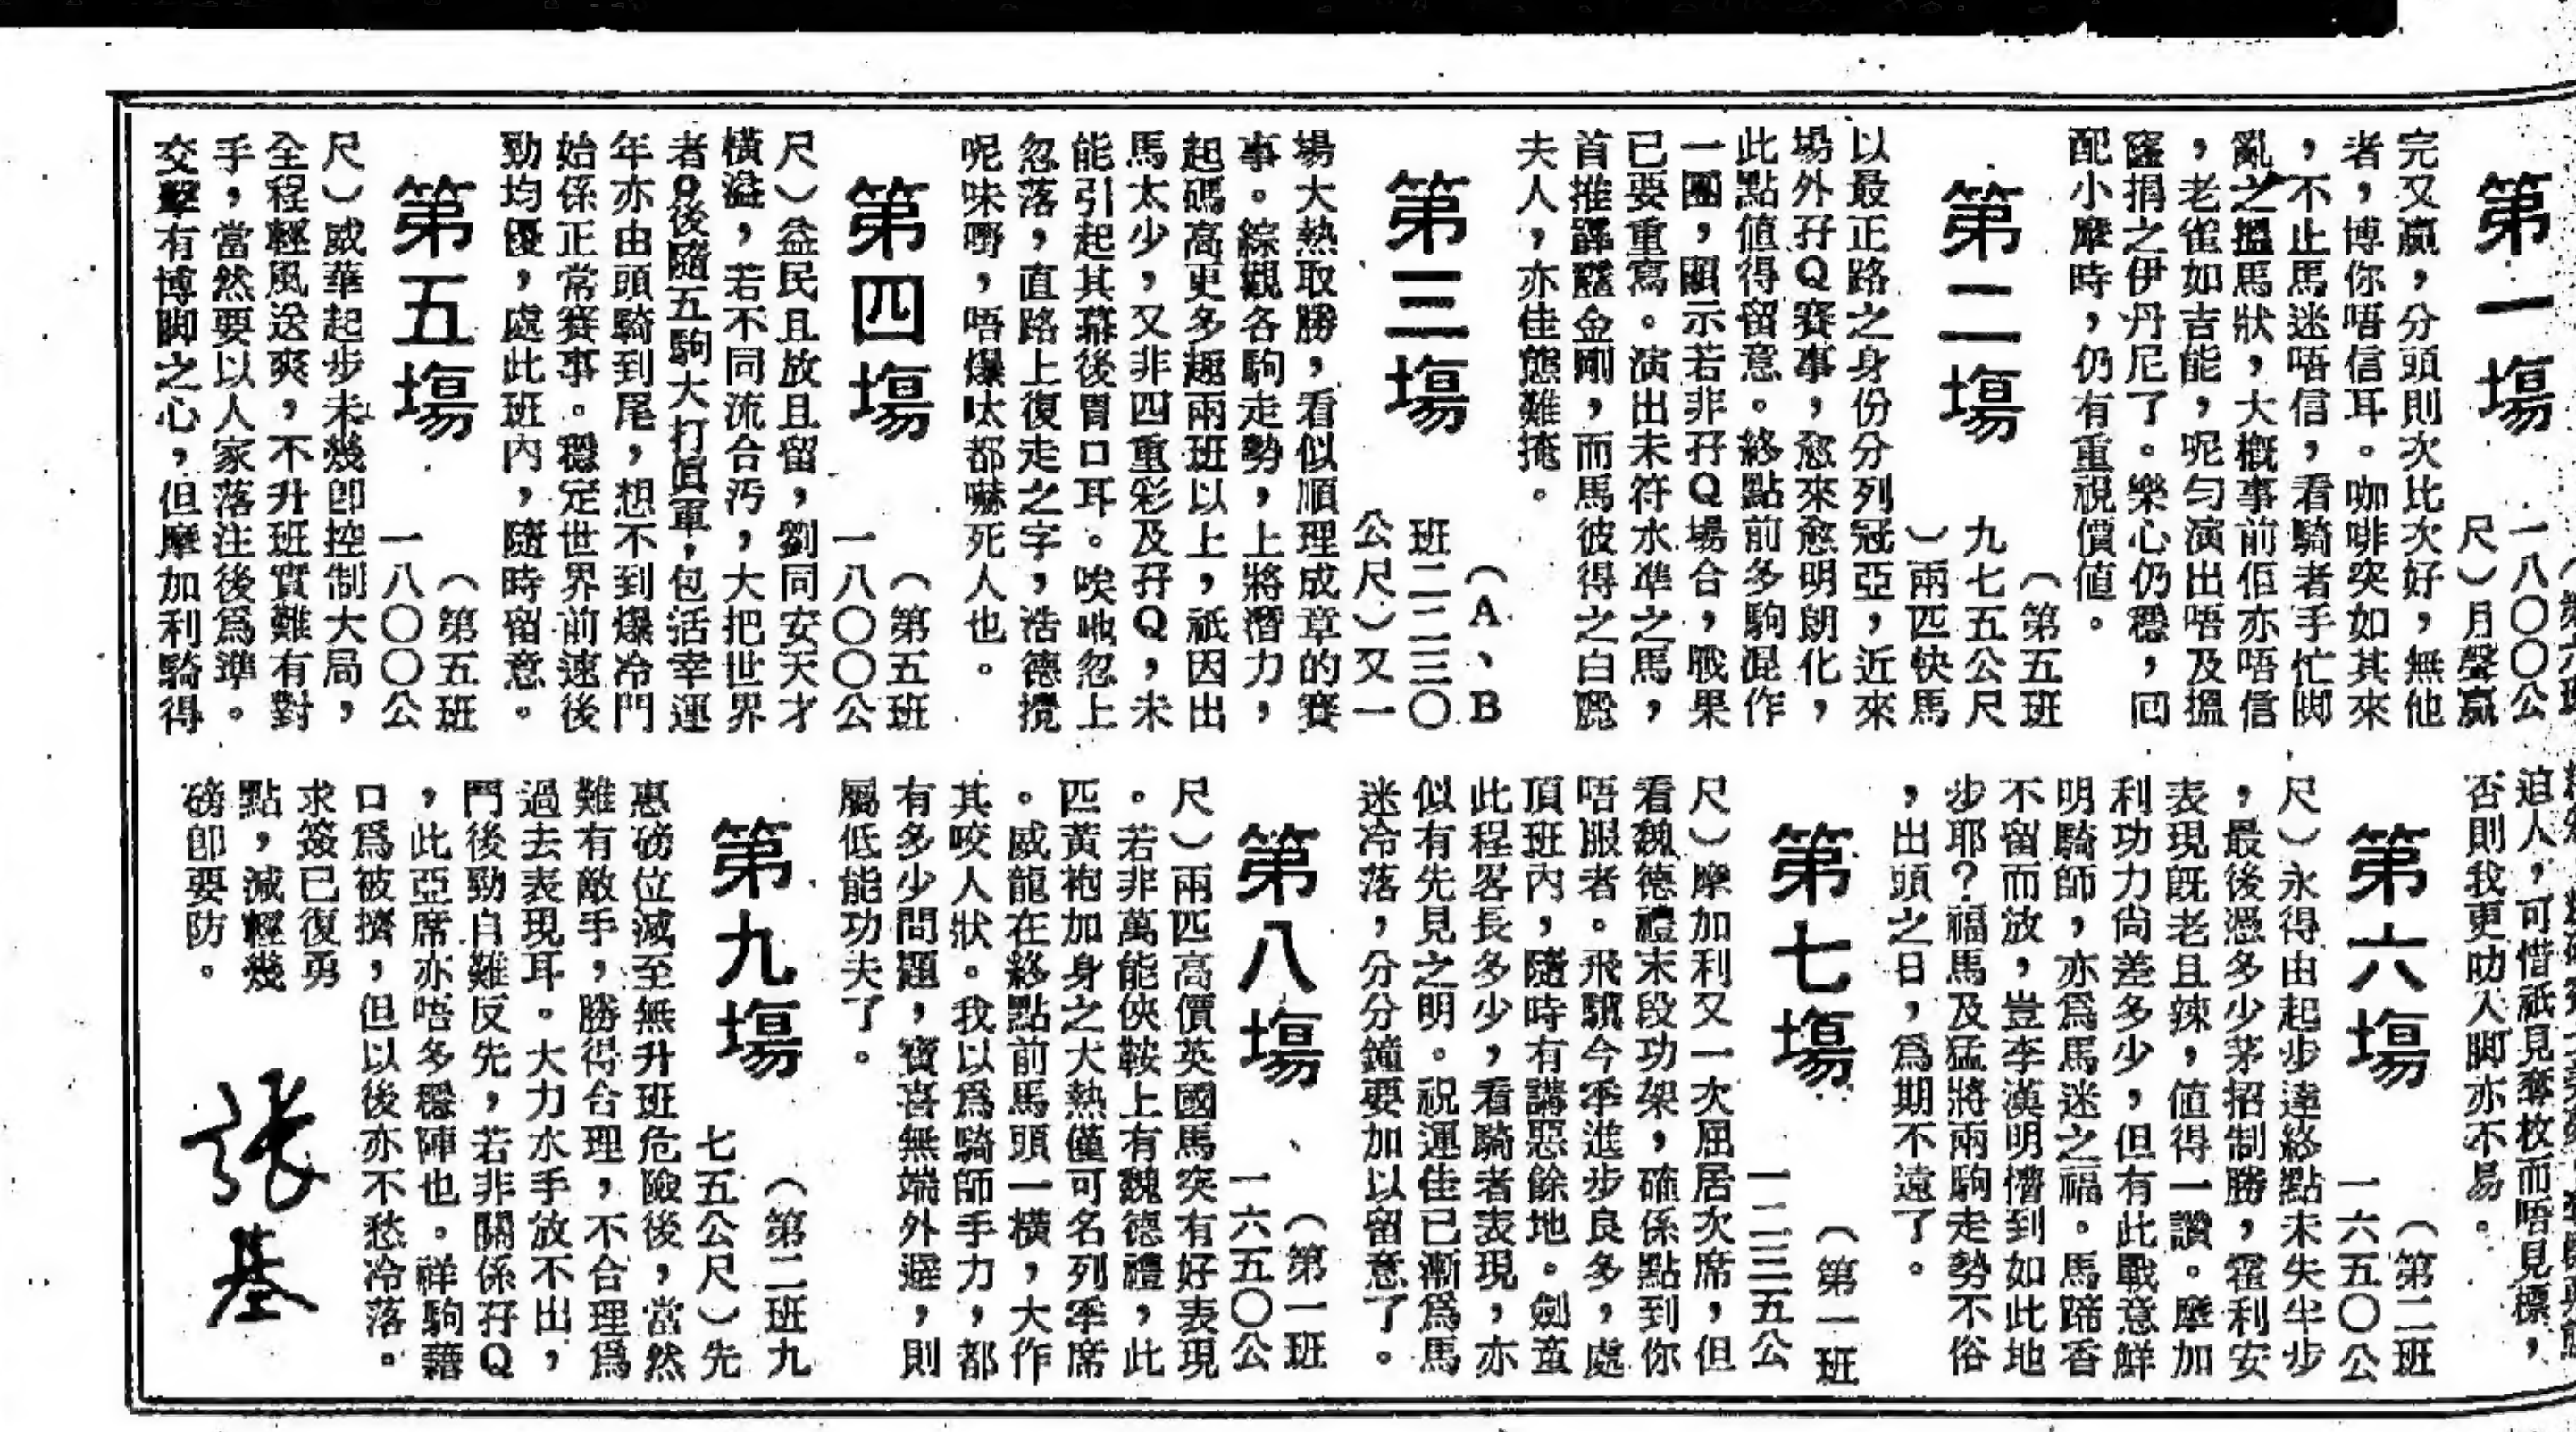 第一場
一八〇〇公
尺）月聲贏
完又贏，分頭則次比次好，無他
者，博你唔信耳。咖啡突如其來
，不止馬迷唔信，看騎者手忙脚
亂之搵馬狀，大概事前佢亦唔信
，老雀如吉能，呢勻演出唔及搵
窿捐之伊丹尼了。樂心仍穩，回
配小摩時，仍有重視價值。
第二場
（第五班
九七五公尺
）兩匹快馬
以最正路之身份分列冠亞，近來
場外孖Q賽事，愈來愈明朗化，
此點值得留意。終點前多駒混作
一團，顯示若非孖Q場合，戰果
已要重寫。演出未符水準之馬，
首推霹靂金剛，而馬彼得之白麗
夫人，亦佳態難掩。
第三場
（A、B
班二二三〇
公尺）又一
場大熱取勝，看似順理成章的賽
事。綜觀各駒走勢，上將潛力，
起碼高更多趣兩班以上，祇因出
馬太少，又非四重彩及孖Q，未
能引起其幕後胃口耳。唉吔忽上
忽落，直路上復走之字，浩德攪
呢味嘢，唔爆呔都嚇死人也。
第四場
（第五班
一八〇〇公
尺）益民且放且留，劉同安天才
橫溢，若不同流合汚，大把世界
者。後隨五駒大打眞軍，包括幸運
年亦由頭騎到尾，想不到爆冷門
始係正常賽事。穩定世界前速後
勁均優，處此班內，隨時留意。
第五場
（第五班
一八〇〇公
尺）威華起步未幾卽控制大局，
全程輕風送爽，不升班實難有對
手，當然要以人家落注後爲準。
交擊有博脚之心，但摩加利騎得
迫人，可惜祇見奪枚而唔見標，
否則我更叻入脚亦不易。
第六場
（第二班
一六五〇公
尺）永得由起步達終點未失半步
，最後憑多少茅招制勝，霍利安
表現旣老且辣，値得一讚。摩加
利功力尙差多少，但有此戰意鮮
明騎師，亦爲馬迷之福。馬蹄香
不留而放，豈李漢明懵到如此地
步耶？福馬及猛將兩駒走勢不俗
，出頭之日，爲期不遠了。
第七場
（第一班
一二三五公
尺）摩加利又一次屈居次席，但
看魏德禮末段功架，確係點到你
唔服者。飛驥今季進步良多，處
頂班內，隨時有講惡餘地。劍童
此程畧長多少，看騎者表現，亦
似有先見之明。祝運佳已漸爲馬
迷冷落，分分鐘要加以留意了。
第八場
（第一班
一六五〇公
尺）兩匹高價英國馬突有好表現
。若非萬能俠鞍上有魏德禮，此
匹黃袍加身之大熱僅可名列季席
。威龍在終點前馬頭一橫，大作
其咬人狀。我以爲騎師手力，都
有多少問題，寶喜無端外遲，則
屬低能功夫了。
第九場
（第二班九
七五公尺）先
惠磅位減至無升班危險後，當然
難有敵手，勝得合理，不合理爲
過去表現耳。大力水手放不出，
鬥後勁自難反先，若非關係孖Q
，此亞席亦唔多穩陣也。祥駒藉
口爲被擠，但以後亦不愁冷落。
求簽已復勇
點，減輕幾
磅卽要防。
張基